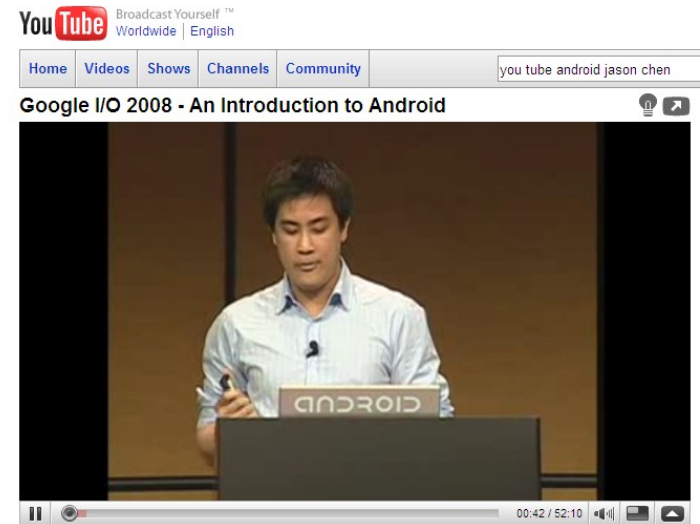 YouTube Broadcast Yourself ™
Worldwide | English
Home Videos Shows Channels Community you tube android jason chen
Google I/O 2008 - An Introduction to Android
ANDROID
00:42 / 52:10